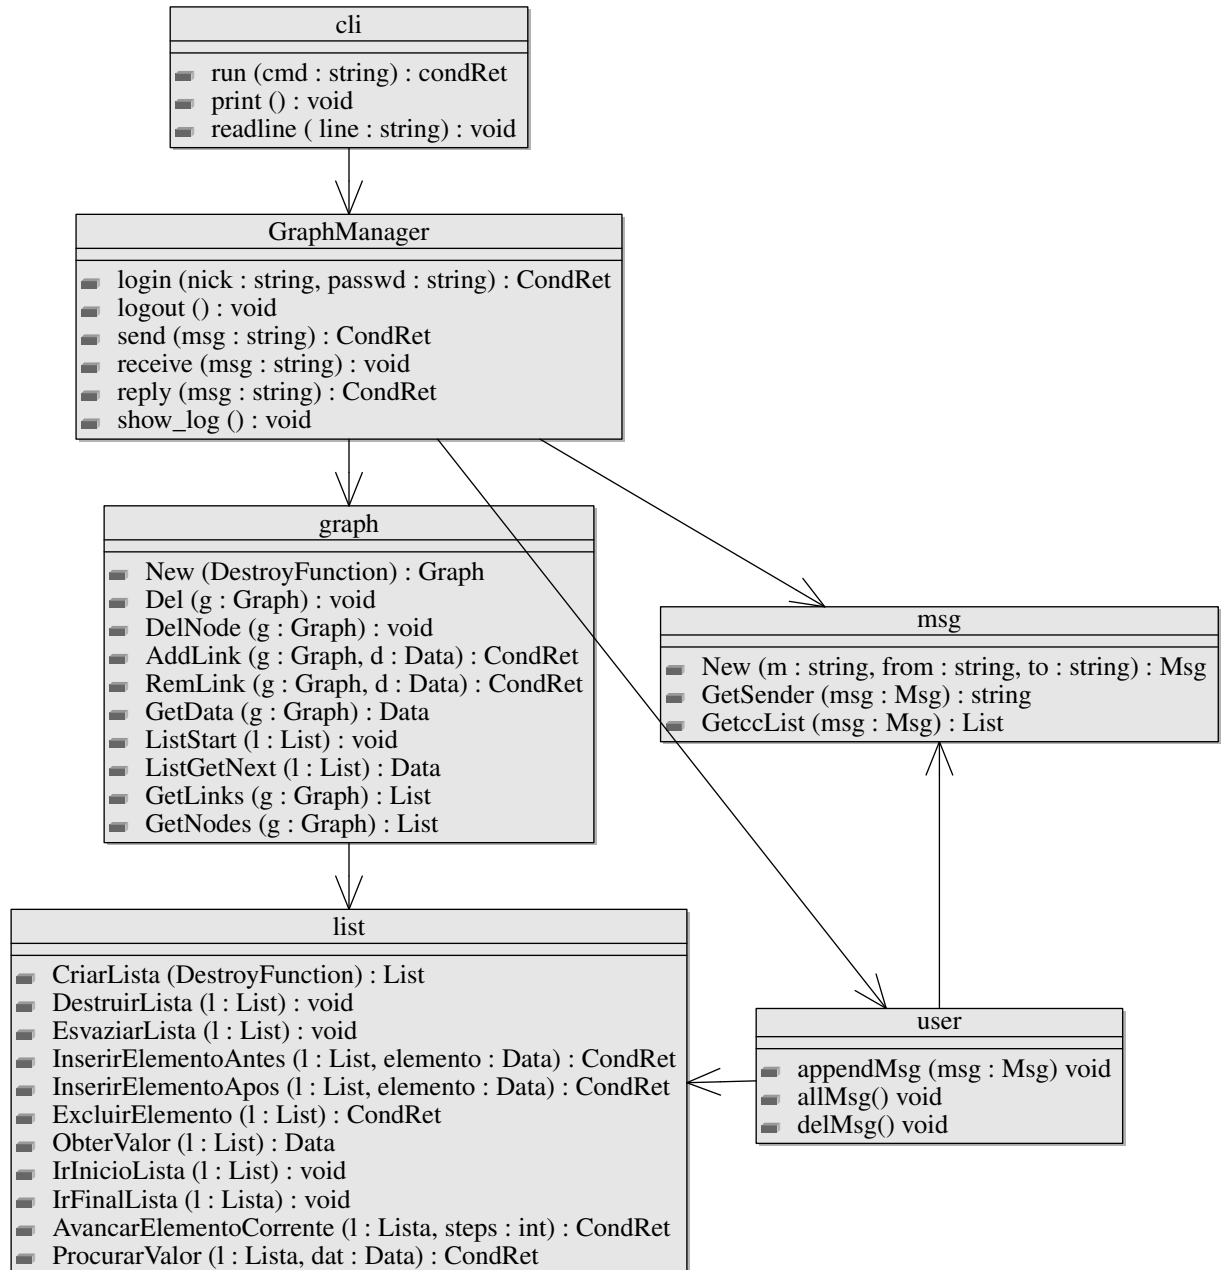 cli
run (cmd : string) : condRet
print () : void
readline ( line : string) : void
GraphManager
login (nick : string, passwd : string) : CondRet
logout () : void
send (msg : string) : CondRet
receive (msg : string) : void
reply (msg : string) : CondRet
show_log () : void
graph
New (DestroyFunction) : Graph
Del (g : Graph) : void
DelNode (g : Graph) : void
AddLink (g : Graph, d : Data) : CondRet
RemLink (g : Graph, d : Data) : CondRet
GetData (g : Graph) : Data
ListStart (l : List) : void
ListGetNext (l : List) : Data
GetLinks (g : Graph) : List
GetNodes (g : Graph) : List
msg
New (m : string, from : string, to : string) : Msg
GetSender (msg : Msg) : string
GetccList (msg : Msg) : List
list
CriarLista (DestroyFunction) : List
DestruirLista (l : List) : void
EsvaziarLista (l : List) : void
InserirElementoAntes (l : List, elemento : Data) : CondRet
InserirElementoApos (l : List, elemento : Data) : CondRet
ExcluirElemento (l : List) : CondRet
ObterValor (l : List) : Data
IrInicioLista (l : List) : void
IrFinalLista (l : Lista) : void
AvancarElementoCorrente (l : Lista, steps : int) : CondRet
ProcurarValor (l : Lista, dat : Data) : CondRet
user
appendMsg (msg : Msg) void
allMsg() void
delMsg() void